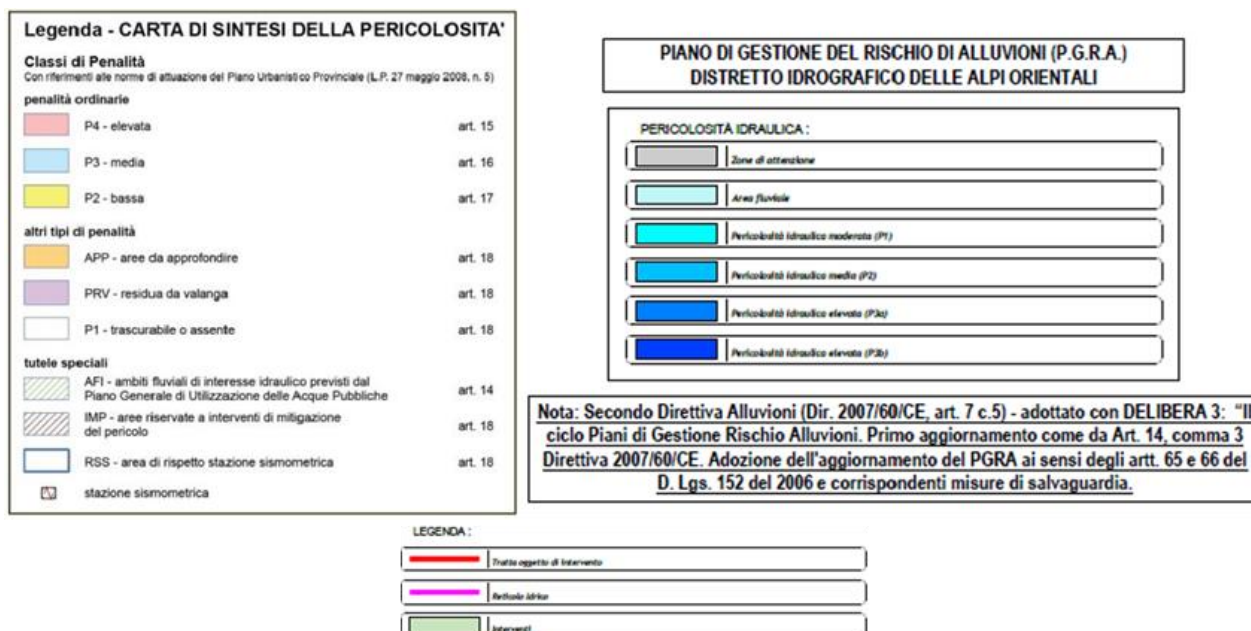 Legenda - CARTA DI SINTESI DELLA PERICOLOSITA'
Classi di Penalità
Con riferimenti alle norme di attuazione del Piano Urbanistico Provinciale (L.P. 27 maggio 2008, n. 5)
penalità ordinarie
P4 - elevata art. 15
P3 - media art. 16
P2 - bassa art. 17
altri tipi di penalità
APP - aree da approfondire art. 18
PRV - residua da valanga art. 18
P1 - trascurabile o assente art. 18
tutele speciali
AFI - ambiti fluviali di interesse idraulico previsti dal
Piano Generale di Utilizzazione delle Acque Pubbliche art. 14
IMP - aree riservate a interventi di mitigazione
del pericolo art. 18
RSS - area di rispetto stazione sismometrica art. 18
stazione sismometrica
PIANO DI GESTIONE DEL RISCHIO DI ALLUVIONI (P.G.R.A.)
DISTRETTO IDROGRAFICO DELLE ALPI ORIENTALI
PERICOLOSITÀ IDRAULICA :
Zone di attenzione
Area fluviale
Pericolosità idraulica moderata (P1)
Pericolosità idraulica media (P2)
Pericolosità idraulica elevata (P3a)
Pericolosità idraulica elevata (P3b)
Nota: Secondo Direttiva Alluvioni (Dir. 2007/60/CE, art. 7 c.5) - adottato con DELIBERA 3: "II
ciclo Piani di Gestione Rischio Alluvioni. Primo aggiornamento come da Art. 14, comma 3
Direttiva 2007/60/CE. Adozione dell'aggiornamento del PGRA ai sensi degli artt. 65 e 66 del
D. Lgs. 152 del 2006 e corrispondenti misure di salvaguardia.
LEGENDA :
Tratta oggetto di intervento
Reticolo idrico
Interventi